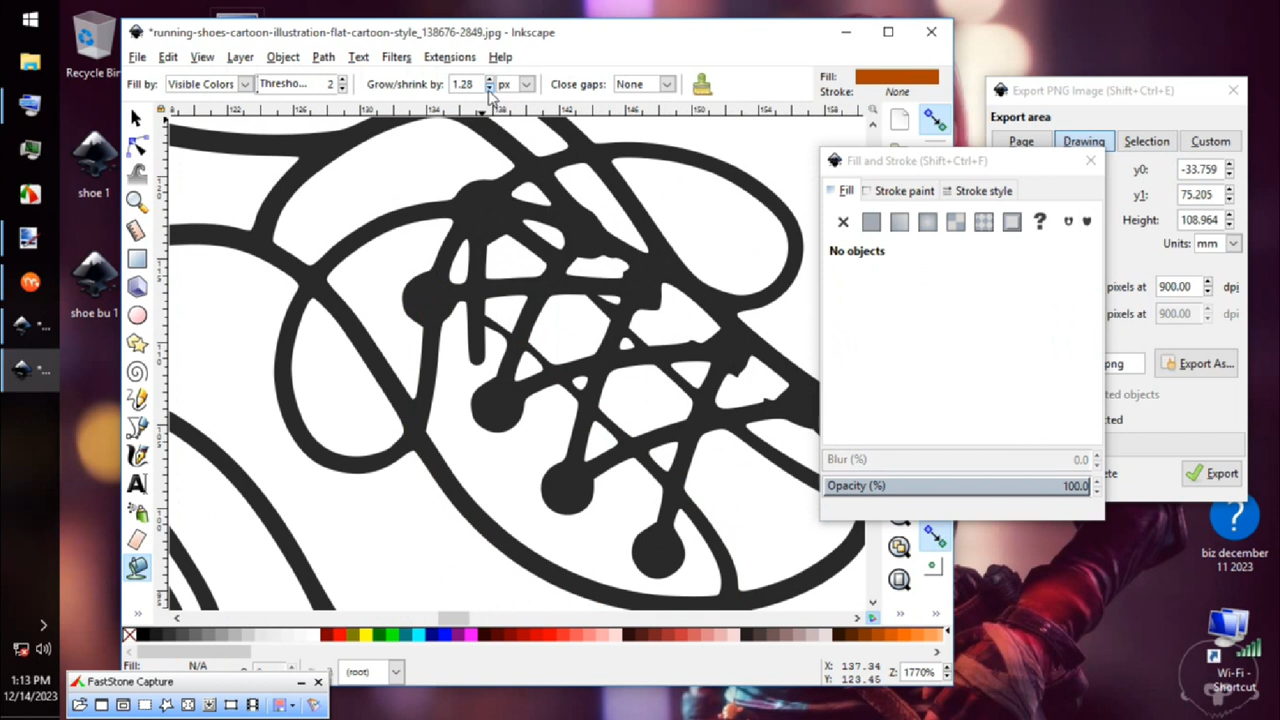 *running-shoes-cartoon-illustration-flat-cartoon-style_138676-2849.jpg - Inkscape
File Edit View Layer Object Path Text Filters Extensions Help
Fill by: Visible Colors Thresho... 2 Grow/shrink by: 1.28 px Close gaps: None
Fill:
Stroke: None
Recycle Bin
shoe 1
shoe bu 1
Export PNG Image (Shift+Ctrl+E)
Export area
Page Drawing Selection Custom
y0: -33.759
y1: 75.205
Height: 108.964
Units: mm
pixels at 900.00 dpi
pixels at 900.00 dpi
png Export As...
Export
Fill and Stroke (Shift+Ctrl+F)
Fill Stroke paint Stroke style
No objects
Blur (%) 0.0
Opacity (%) 100.0
biz december
11 2023
Wi-Fi -
Shortcut
Fill: N/A
(root)
X: 137.34
Y: 123.45
Z: 1770%
FastStone Capture
1:13 PM
12/14/2023